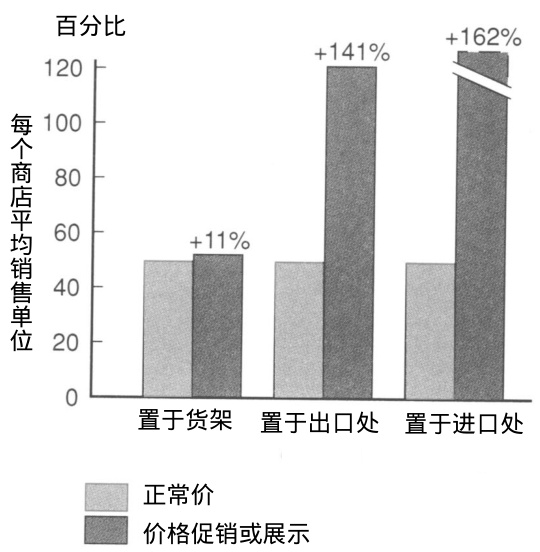 百分比
+162%
+141%
120
100
80
+11%
60
40
20
0
每个商店平均销售单位
置于货架 置于出口处 置于进口处
正常价
价格促销或展示